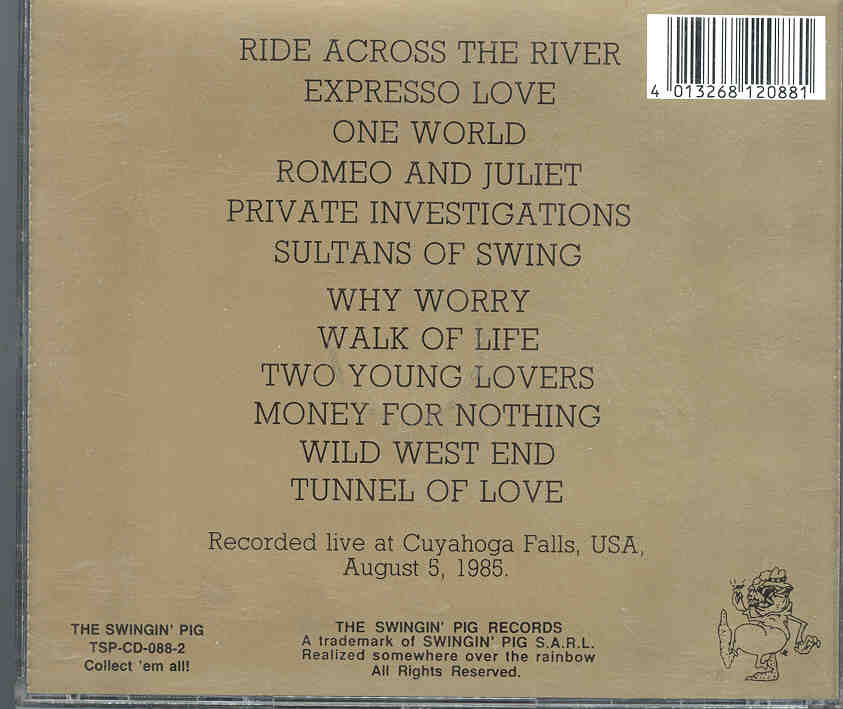 RIDE ACROSS THE RIVER
EXPRESSO LOVE
ONE WORLD
ROMEO AND JULIET
PRIVATE INVESTIGATIONS
SULTANS OF SWING
WHY WORRY
WALK OF LIFE
TWO YOUNG LOVERS
MONEY FOR NOTHING
WILD WEST END
TUNNEL OF LOVE
Recorded live at Cuyahoga Falls, USA,
August 5, 1985.
4 013268 120881
THE SWINGIN' PIG
TSP-CD-088-2
Collect 'em all!
THE SWINGIN' PIG RECORDS
A trademark of SWINGIN' PIG S.A.R.L.
Realized somewhere over the rainbow
All Rights Reserved.